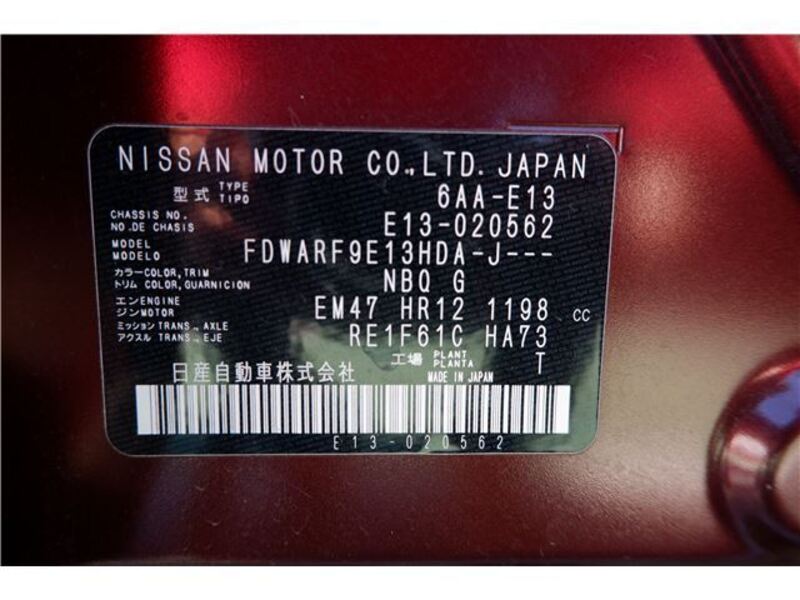 NISSAN MOTOR CO.,LTD. JAPAN
型式 TYPE TIPO 6AA-E13
CHASSIS NO. NO.DE CHASIS E13-020562
MODEL MODELO FDWARF9E13HDA-J---
カラー COLOR, TRIM トリム COLOR, GUARNICION NBQ G
エンジン ENGINE MOTOR EM47 HR12 1198 CC
ミッション TRANS., AXLE アクスル TRANS., EJE RE1F61C HA73
工場 PLANT PLANTA T
日産自動車株式会社 MADE IN JAPAN
E13-020562